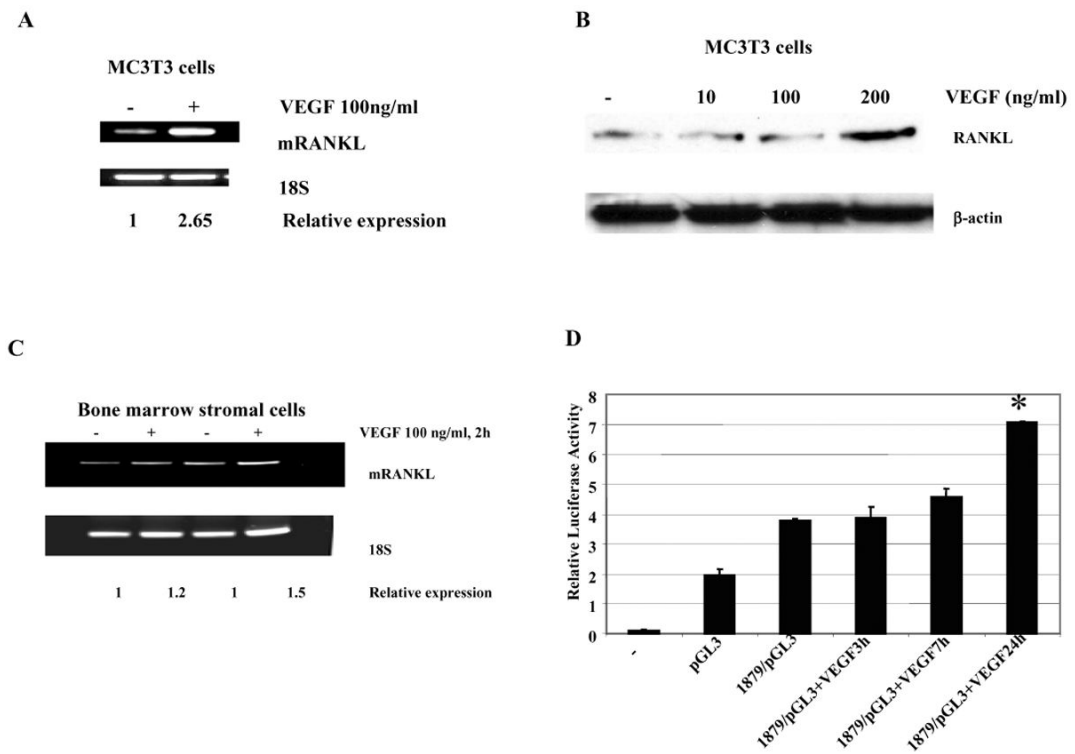 A
MC3T3 cells
- +
VEGF 100ng/ml
mRANKL
18S
1 2.65 Relative expression
B
MC3T3 cells
- 10 100 200 VEGF (ng/ml)
RANKL
β-actin
C
Bone marrow stromal cells
- + - + VEGF 100 ng/ml, 2h
mRANKL
18S
1 1.2 1 1.5 Relative expression
D
Relative Luciferase Activity
8
7
6
5
4
3
2
1
0
*
-
pGL3
1879/pGL3
1879/pGL3+VEGF3h
1879/pGL3+VEGF7h
1879/pGL3+VEGF24h